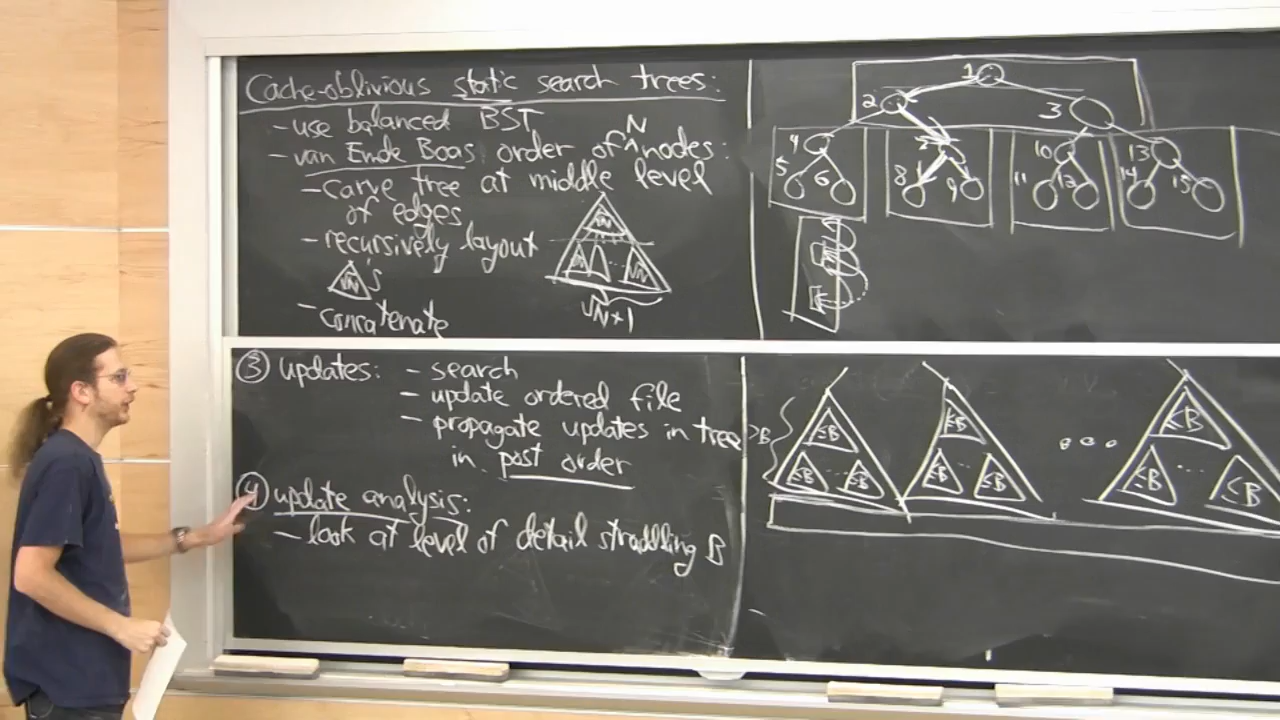 Cache-oblivious static search trees:
- use balanced BST
N
- van Emde Boas order of ^ nodes:
- carve tree at middle level
of edges
- recursively layout
√N 's
- concatenate
√N
√N
√N
√N+1
1
2
3
4
5
6
7
8
9
10
11
12
13
14
15
③ updates: - search
- update ordered file
- propagate updates in tree
in post order
④ update analysis:
- look at level of detail straddling B
>B
≤B
≤B
≤B
≤B
≤B
≤B
≤B
≤B
≤B